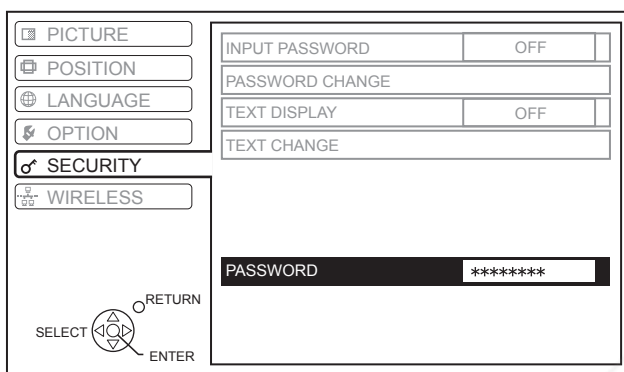 PICTURE
POSITION
LANGUAGE
OPTION
SECURITY
WIRELESS
INPUT PASSWORD OFF
PASSWORD CHANGE
TEXT DISPLAY OFF
TEXT CHANGE
PASSWORD ********
RETURN
SELECT
ENTER